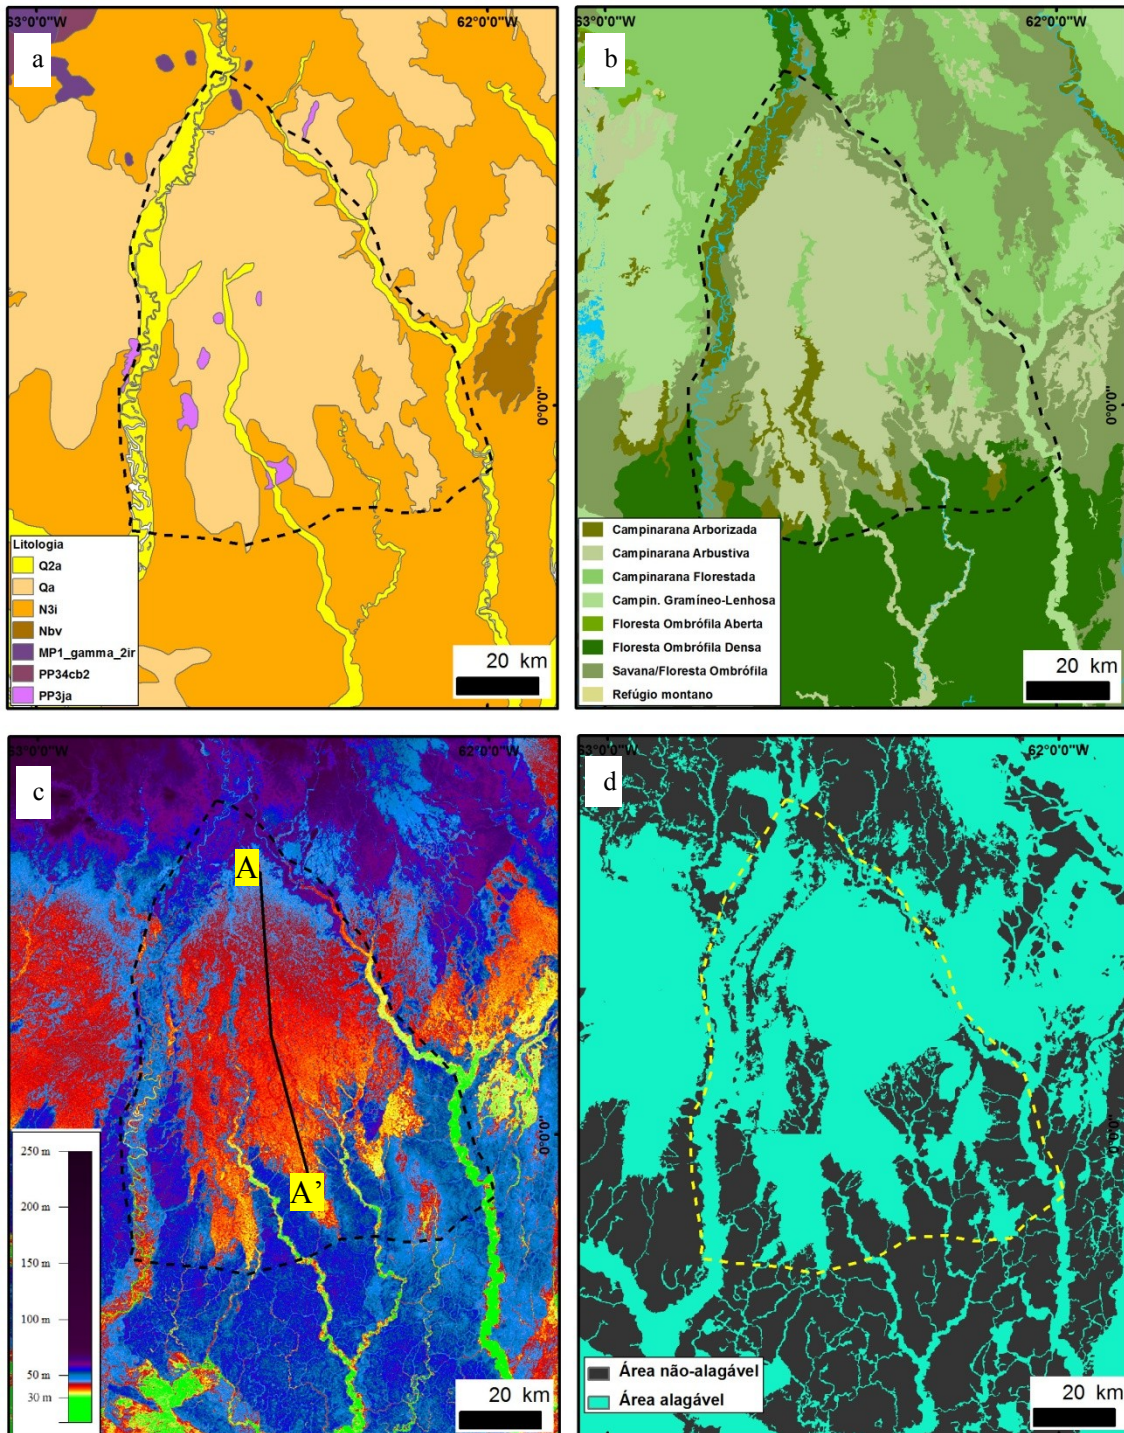 63°0'0"W
62°0'0"W
a
0°0'0"
Litologia
Q2a
Qa
N3i
Nbv
MP1_gamma_2ir
PP34cb2
PP3ja
20 km
63°0'0"W
62°0'0"W
b
0°0'0"
Campinarana Arborizada
Campinarana Arbustiva
Campinarana Florestada
Campin. Gramíneo-Lenhosa
Floresta Ombrófila Aberta
Floresta Ombrófila Densa
Savana/Floresta Ombrófila
Refúgio montano
20 km
63°0'0"W
62°0'0"W
c
A
0°0'0"
A'
250 m
200 m
150 m
100 m
50 m
30 m
20 km
63°0'0"W
62°0'0"W
d
0°0'0"
Área não-alagável
Área alagável
20 km